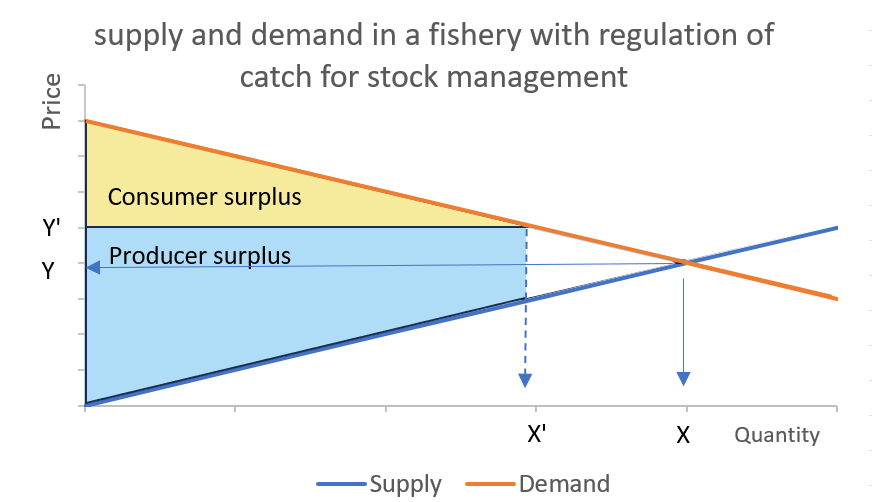 supply and demand in a fishery with regulation of
catch for stock management
Price
Consumer surplus
Y'
Producer surplus
Y
X'
X
Quantity
Supply
Demand